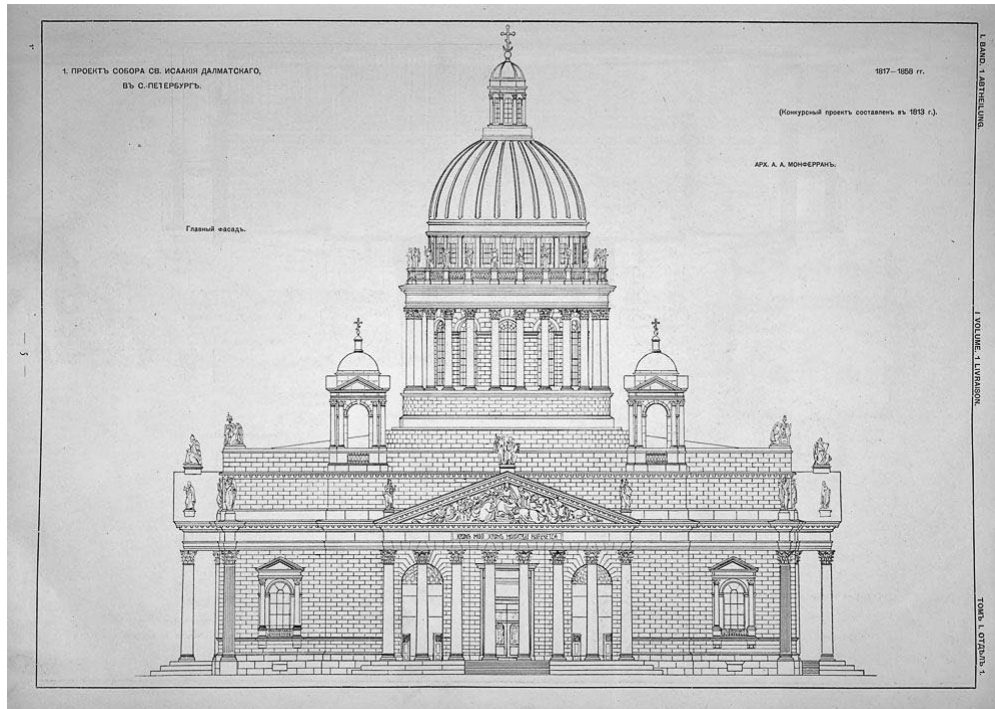 1. ПРОЕКТЪ СОБОРА СВ. ИСААКІЯ ДАЛМАТСКАГО,
ВЪ С.-ПЕТЕРБУРГѢ.
1817—1858 гг.
(Конкурсный проектъ составленъ въ 1813 г.).
АРХ. А. А. МОНФЕРРАНЪ.
Главный фасадъ.
I. BAND. 1 ABTHEILUNG.
I VOLUME. 1 LIVRAISON.
ТОМЪ I. ОТДѢЛЪ 1.